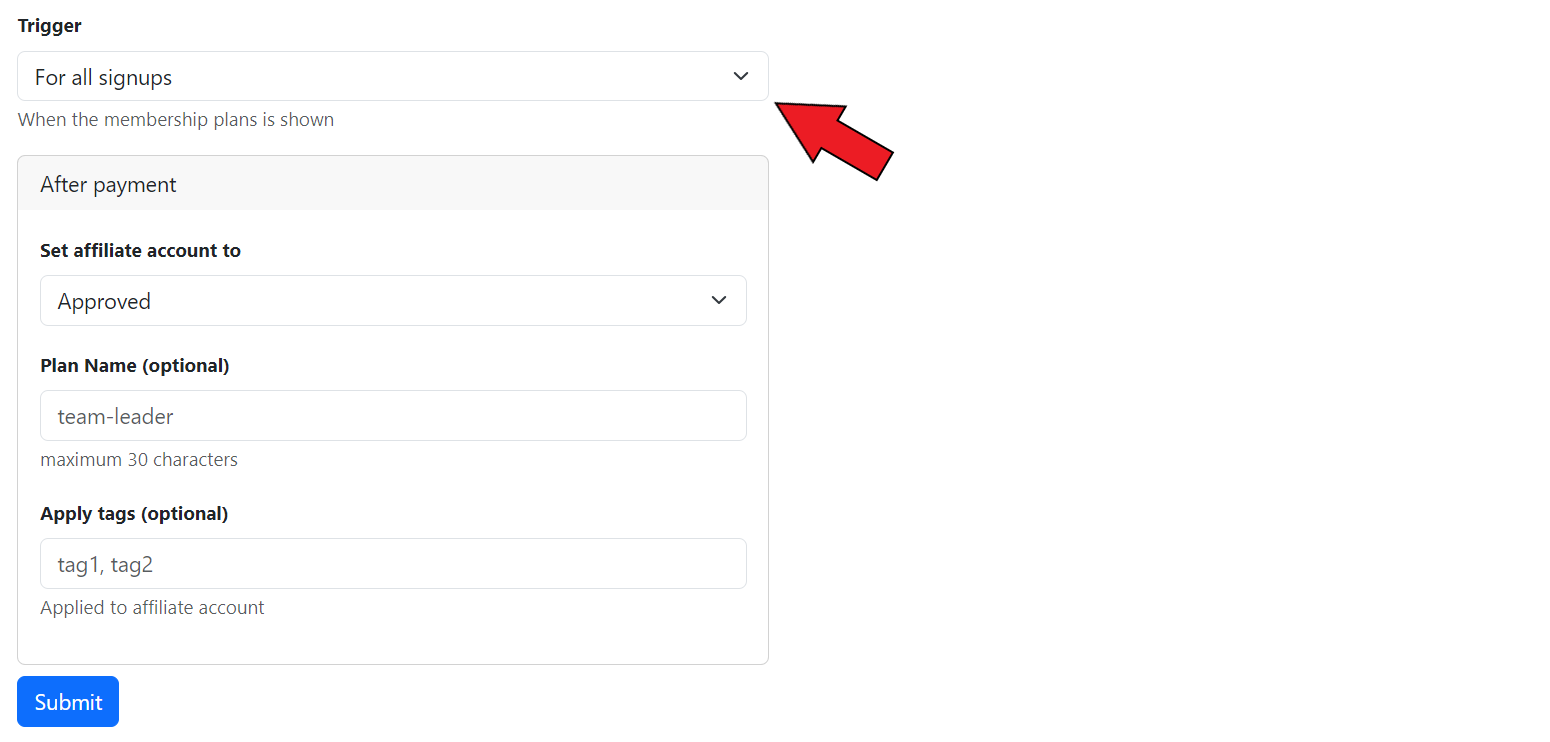 Trigger
For all signups
When the membership plans is shown
After payment
Set affiliate account to
Approved
Plan Name (optional)
team-leader
maximum 30 characters
Apply tags (optional)
tag1, tag2
Applied to affiliate account
Submit